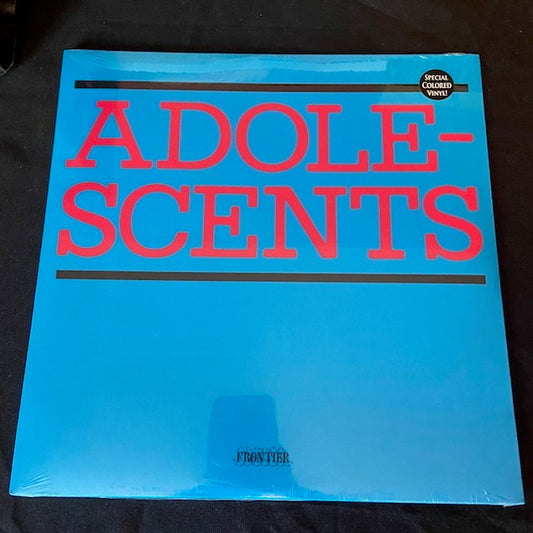 SPECIAL
COLORED
VINYL!
ADOLE-
SCENTS
FRONTIER